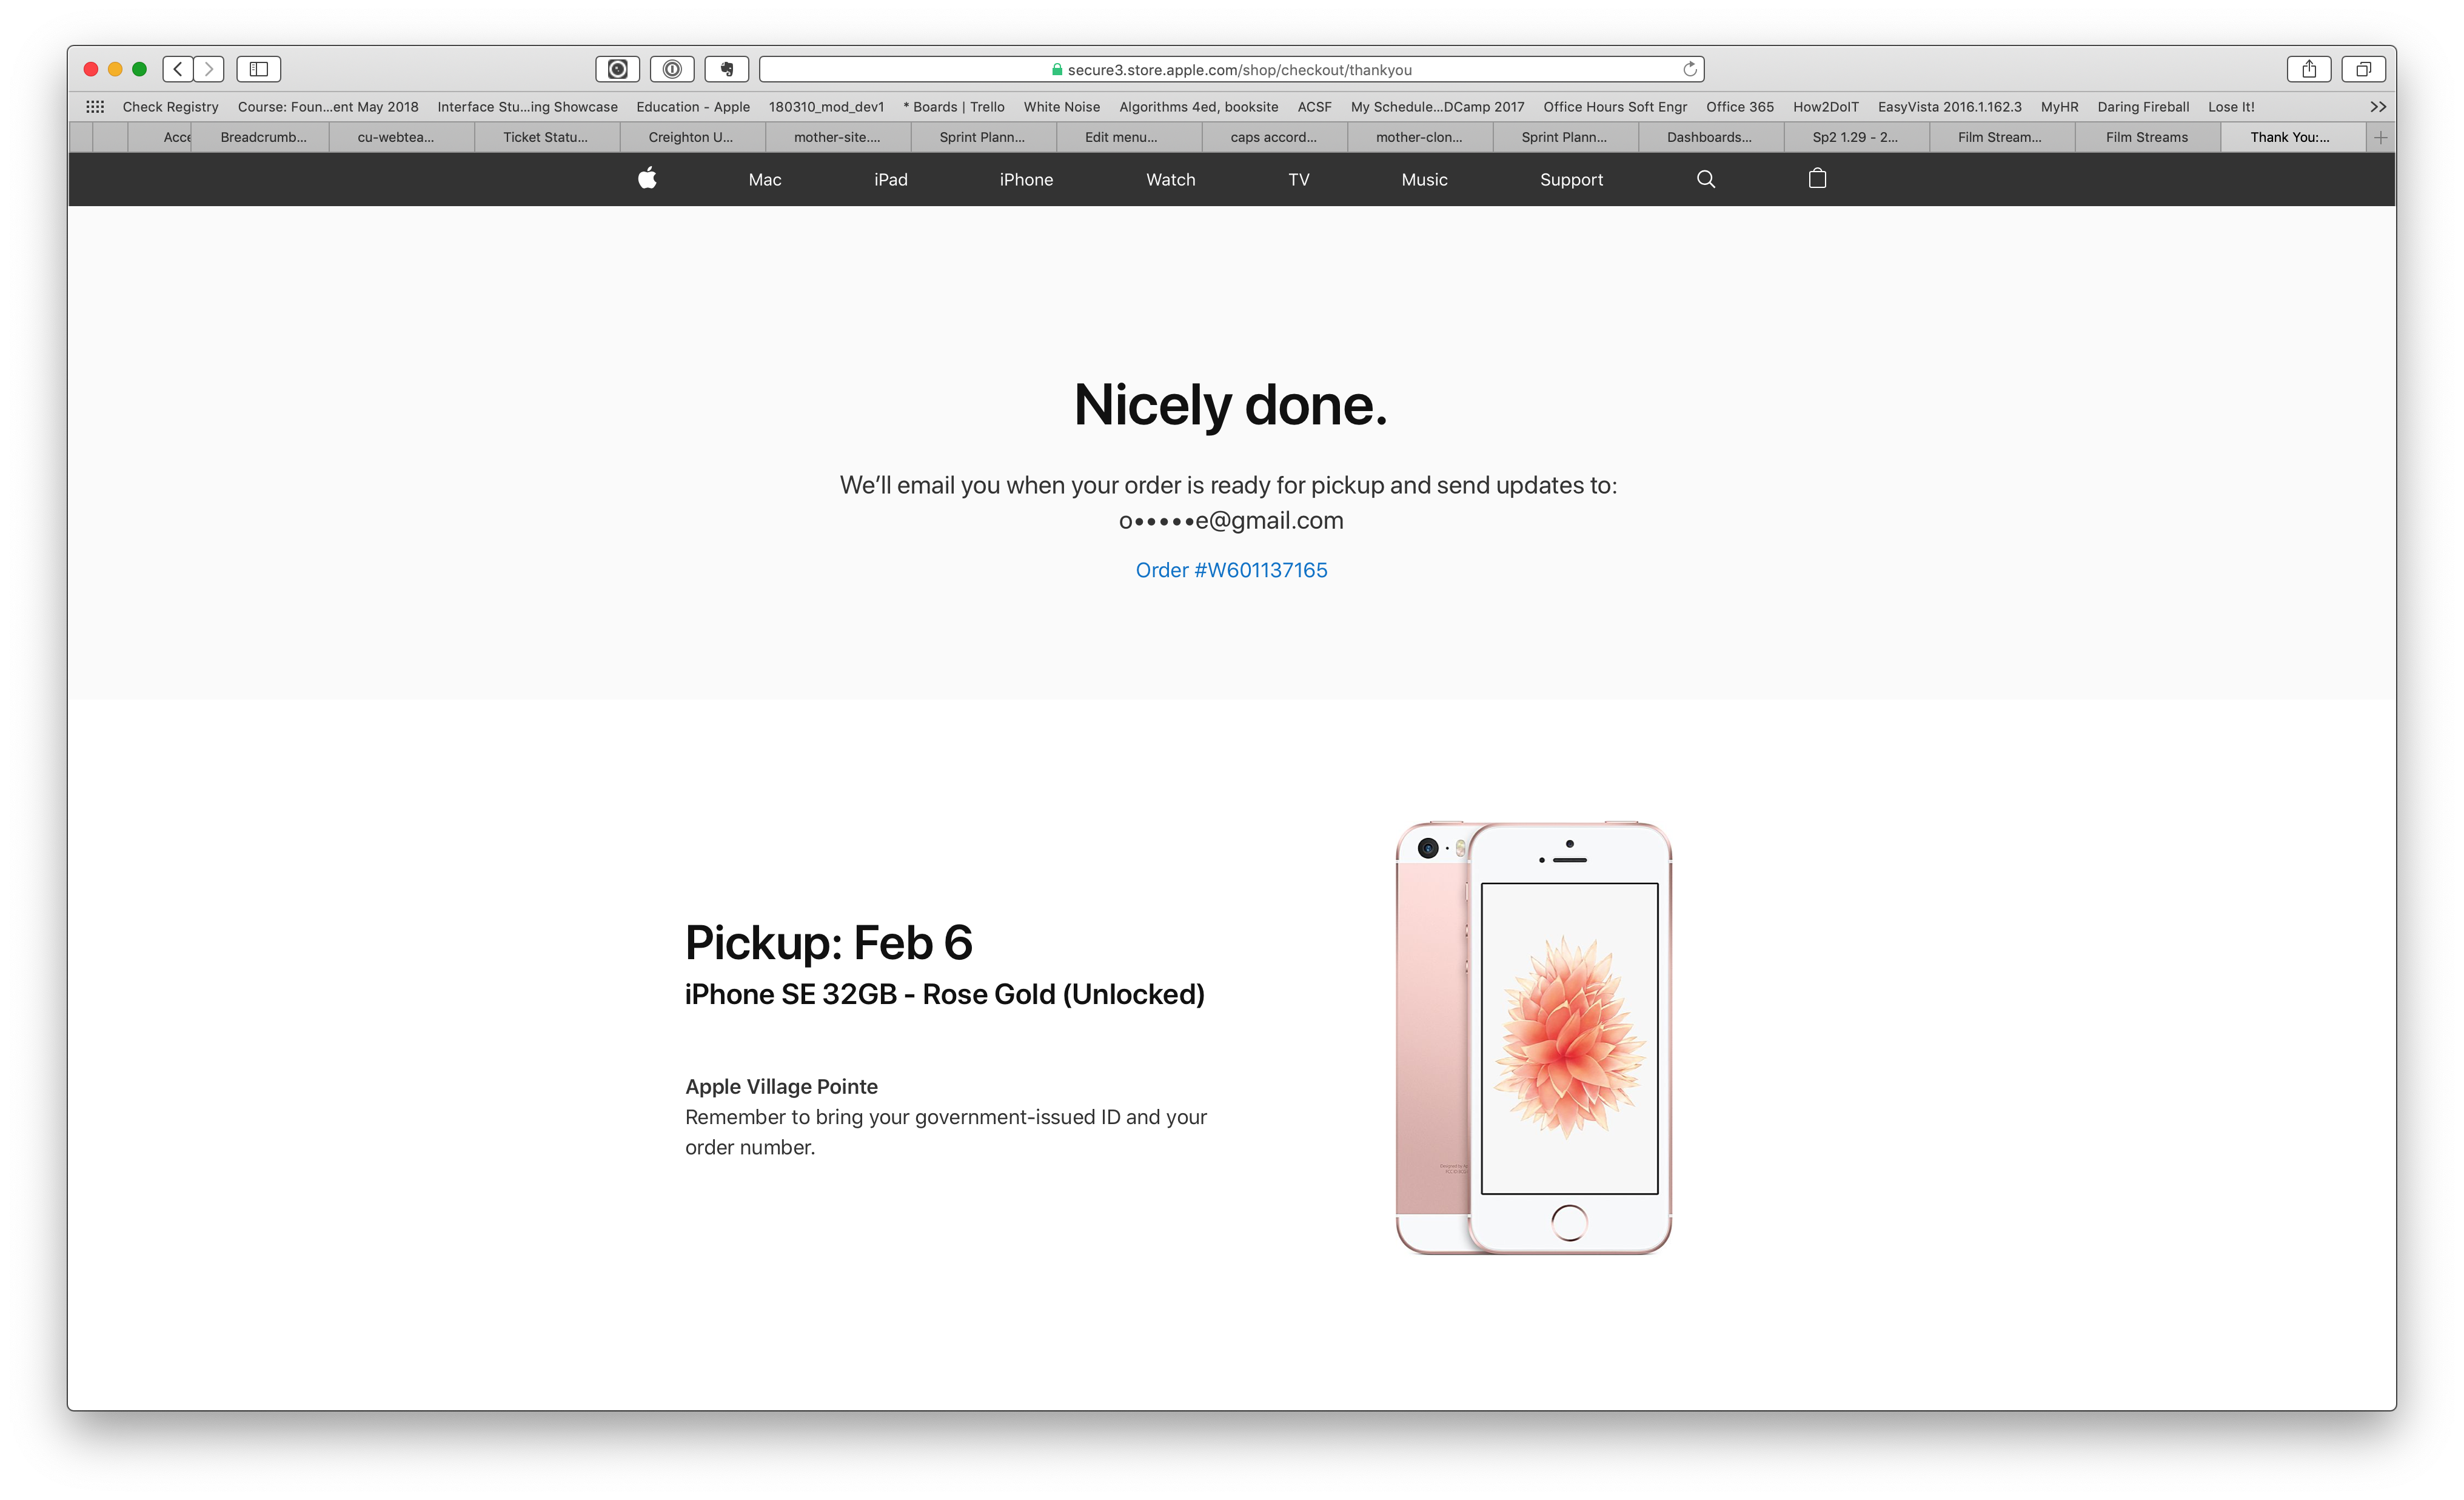 secure3.store.apple.com/shop/checkout/thankyou
Check Registry Course: Foun...ent May 2018 Interface Stu...ing Showcase Education - Apple 180310_mod_dev1 * Boards | Trello White Noise Algorithms 4ed, booksite ACSF My Schedule...DCamp 2017 Office Hours Soft Engr Office 365 How2DoIT EasyVista 2016.1.162.3 MyHR Daring Fireball Lose It! >>
Acce Breadcrumb... cu-webtea... Ticket Statu... Creighton U... mother-site.... Sprint Plann... Edit menu... caps accord... mother-clon... Sprint Plann... Dashboards... Sp2 1.29 - 2... Film Stream... Film Streams Thank You:... +
Mac iPad iPhone Watch TV Music Support
Nicely done.
We’ll email you when your order is ready for pickup and send updates to:
o•••••e@gmail.com
Order #W601137165
Pickup: Feb 6
iPhone SE 32GB - Rose Gold (Unlocked)
Apple Village Pointe
Remember to bring your government-issued ID and your
order number.